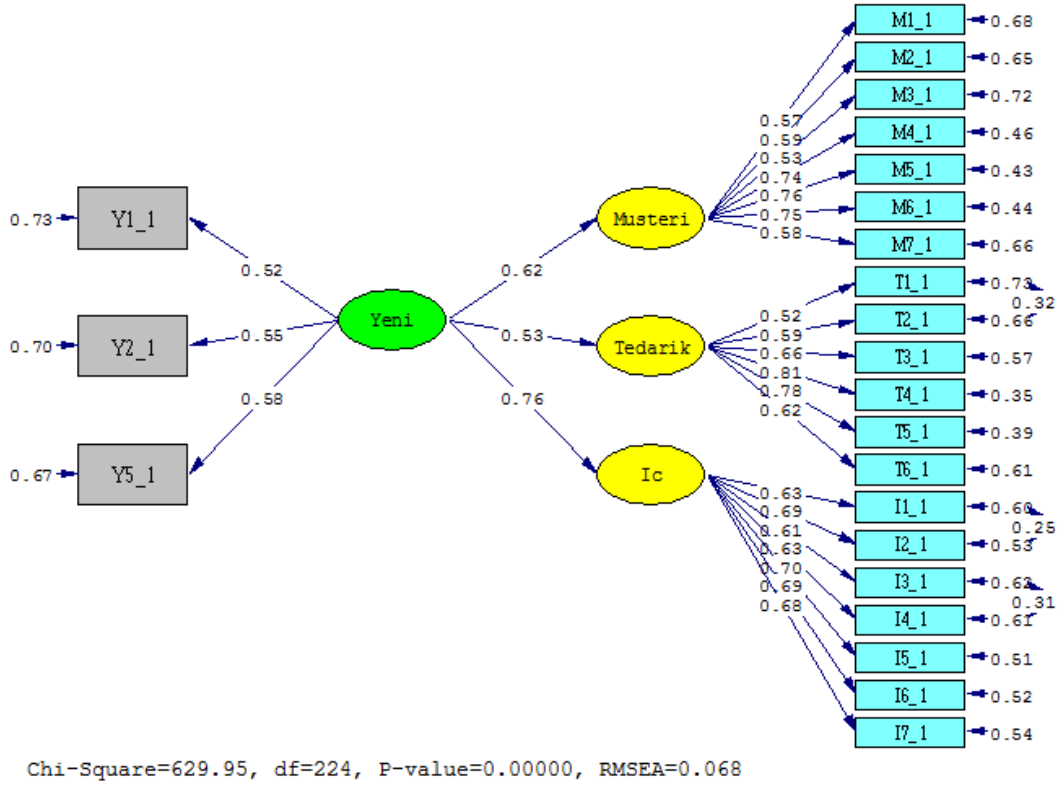 M1_1 0.68
M2_1 0.65
M3_1 0.72
M4_1 0.46
M5_1 0.43
M6_1 0.44
M7_1 0.66
T1_1 0.73
0.32
T2_1 0.66
T3_1 0.57
T4_1 0.35
T5_1 0.39
T6_1 0.61
I1_1 0.60
0.25
I2_1 0.53
I3_1 0.62
0.31
I4_1 0.61
I5_1 0.51
I6_1 0.52
I7_1 0.54
0.57
0.59
0.53
0.74
0.76
0.75
0.58
0.52
0.59
0.66
0.81
0.78
0.62
0.63
0.69
0.61
0.63
0.70
0.69
0.68
Musteri
Tedarik
Ic
0.62
0.53
0.76
Yeni
0.52
0.55
0.58
0.73 Y1_1
0.70 Y2_1
0.67 Y5_1
Chi-Square=629.95, df=224, P-value=0.00000, RMSEA=0.068